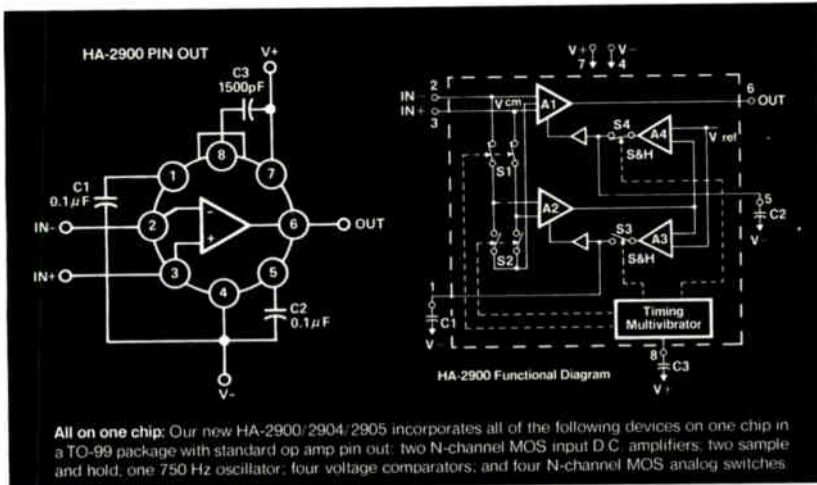 HA-2900 PIN OUT
V+
C3
1500pF
8
1
7
C1
0.1µF
IN-
2
-
6
OUT
+
IN+
3
5
4
C2
0.1µF
V-
V+
V-
7
4
IN -
2
IN+
3
Vcm
A1
6
OUT
S4
A4
V ref
S&H
S1
A2
5
C2
V-
S3
A3
S&H
S2
1
C1
V-
Timing
Multivibrator
8
C3
V+
HA-2900 Functional Diagram
All on one chip: Our new HA-2900/2904/2905 incorporates all of the following devices on one chip in
a TO-99 package with standard op amp pin out: two N-channel MOS input D.C. amplifiers; two sample
and hold; one 750 Hz oscillator; four voltage comparators; and four N-channel MOS analog switches.